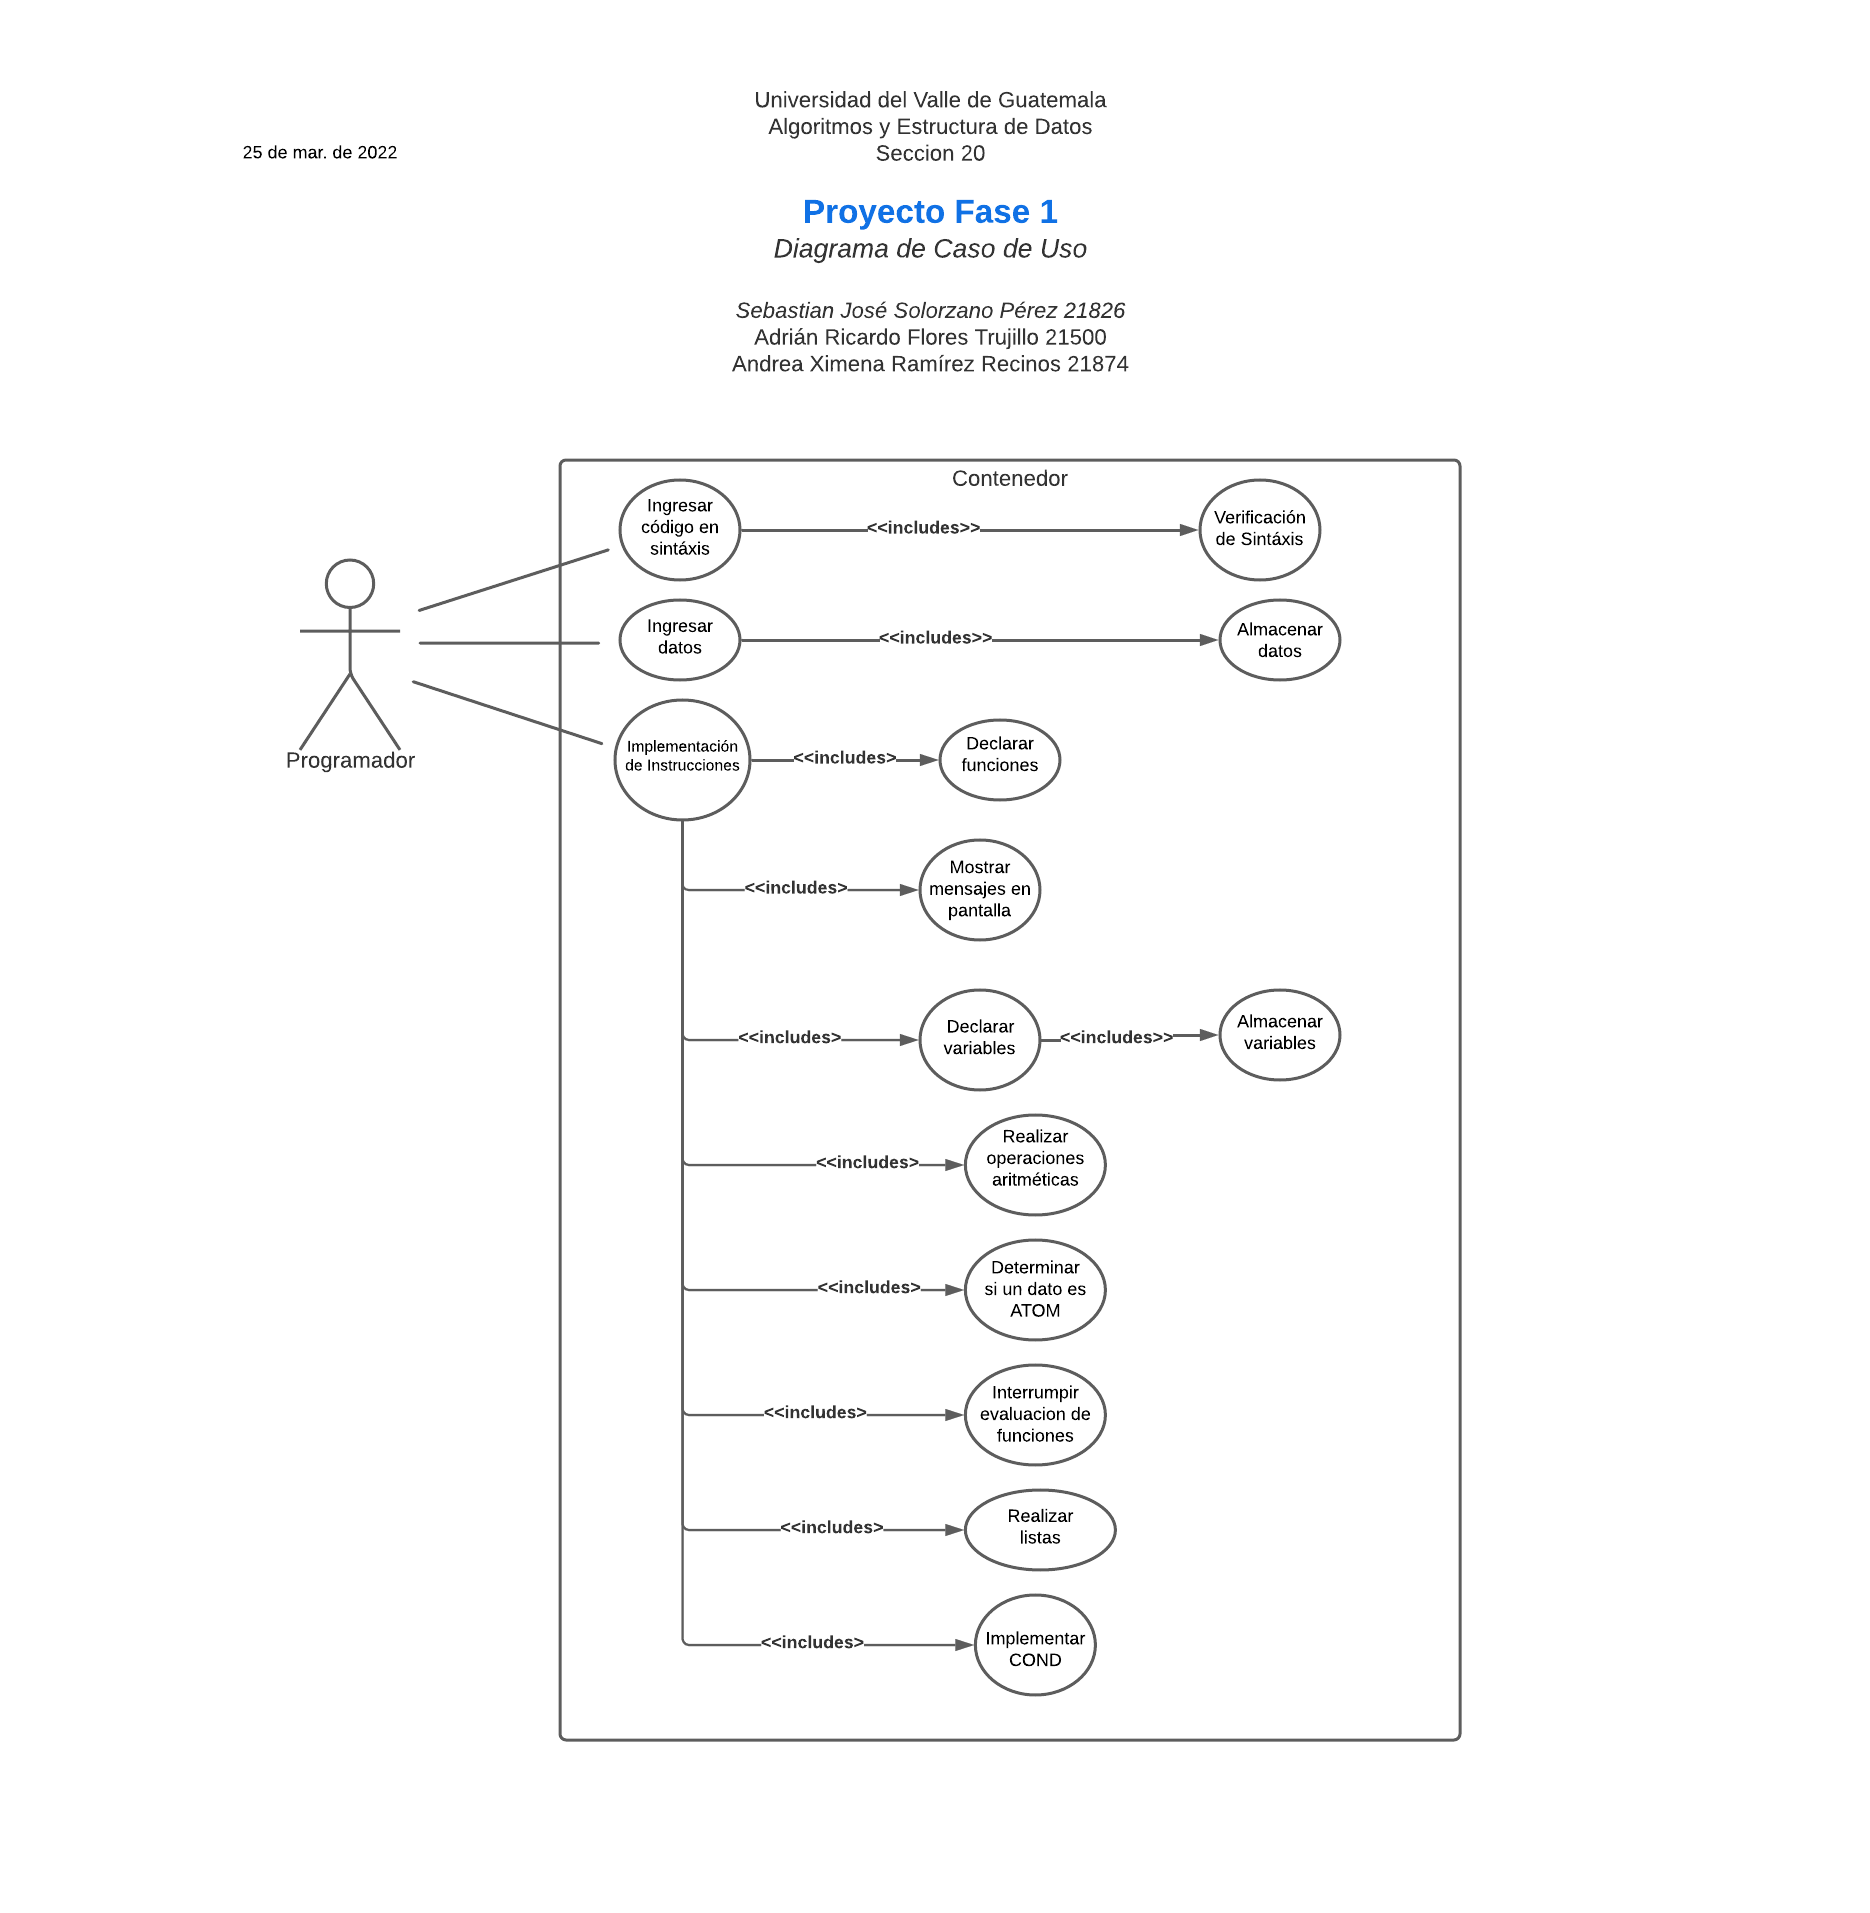 Universidad del Valle de Guatemala
Algoritmos y Estructura de Datos
25 de mar. de 2022
Seccion 20
Proyecto Fase 1
Diagrama de Caso de Uso
Sebastian José Solorzano Pérez 21826
Adrián Ricardo Flores Trujillo 21500
Andrea Ximena Ramírez Recinos 21874
Contenedor
Ingresar
código en
sintáxis
<<includes>>
Verificación
de Sintáxis
Ingresar
datos
<<includes>>
Almacenar
datos
Programador
Implementación
de Instrucciones
<<includes>
Declarar
funciones
<<includes>
Mostrar
mensajes en
pantalla
<<includes>
Declarar
variables
<<includes>>
Almacenar
variables
<<includes>
Realizar
operaciones
aritméticas
<<includes>
Determinar
si un dato es
ATOM
<<includes>
Interrumpir
evaluacion de
funciones
<<includes>
Realizar
listas
<<includes>
Implementar
COND